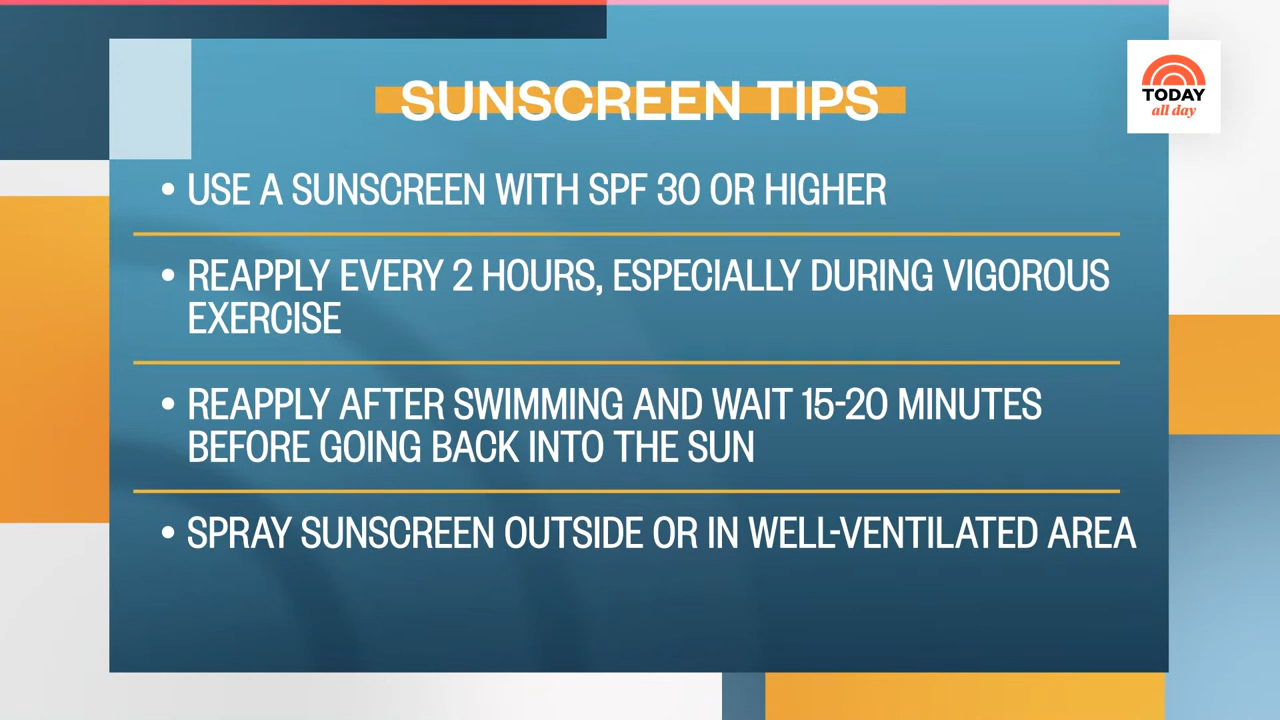 SUNSCREEN TIPS
TODAY
all day
• USE A SUNSCREEN WITH SPF 30 OR HIGHER
• REAPPLY EVERY 2 HOURS, ESPECIALLY DURING VIGOROUS
EXERCISE
• REAPPLY AFTER SWIMMING AND WAIT 15-20 MINUTES
BEFORE GOING BACK INTO THE SUN
• SPRAY SUNSCREEN OUTSIDE OR IN WELL-VENTILATED AREA